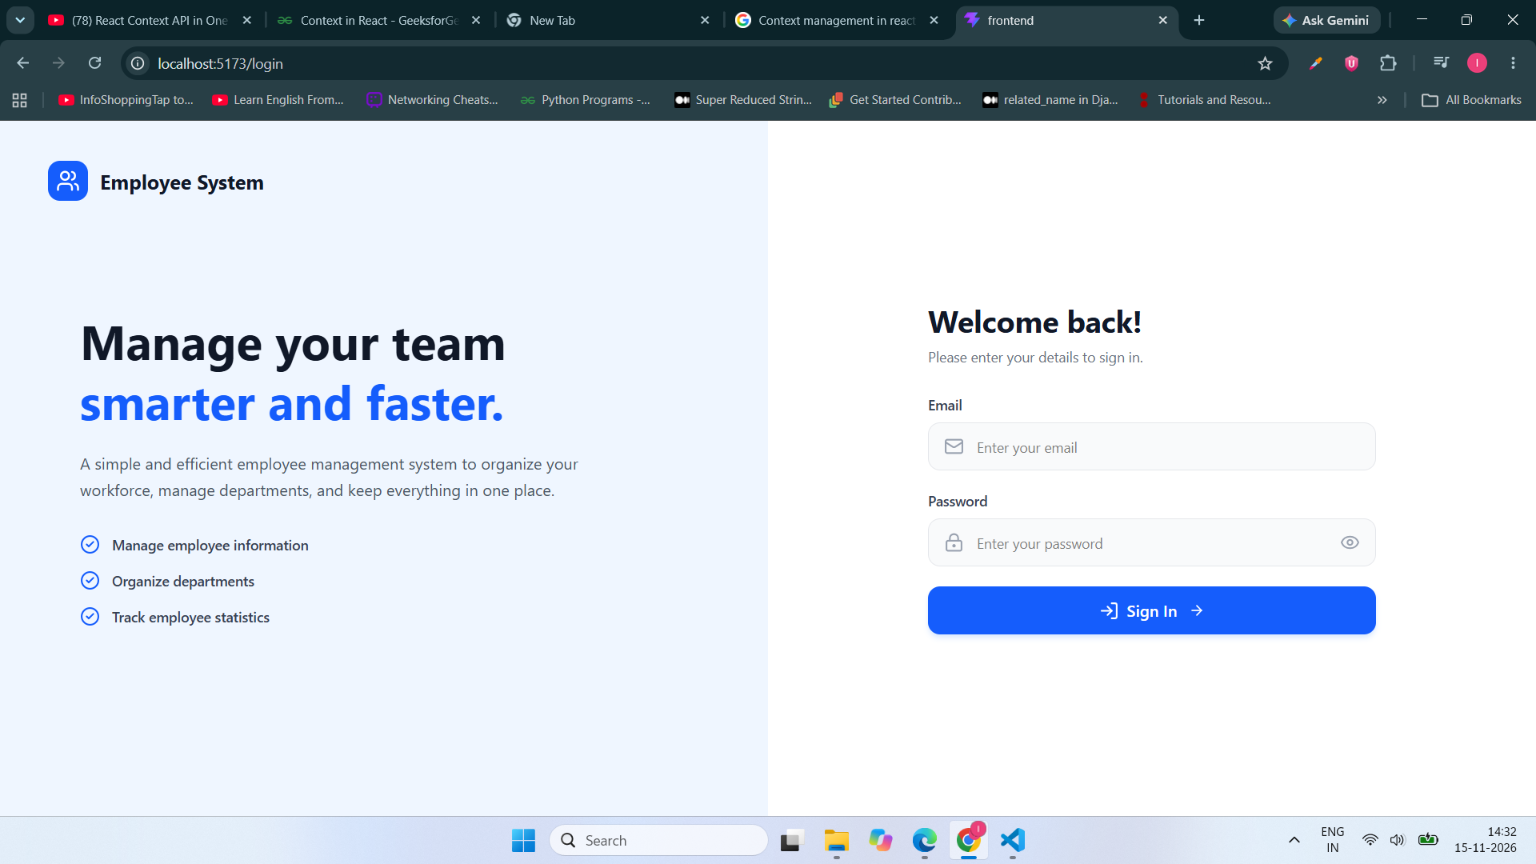 (78) React Context API in One
Context in React - GeeksforGe
New Tab
Context management in react
frontend
Ask Gemini
localhost:5173/login
InfoShoppingTap to...
Learn English From...
Networking Cheats...
Python Programs -...
Super Reduced Strin...
Get Started Contrib...
related_name in Dja...
Tutorials and Resou...
All Bookmarks
Employee System
Manage your team
smarter and faster.
A simple and efficient employee management system to organize your
workforce, manage departments, and keep everything in one place.
Manage employee information
Organize departments
Track employee statistics
Welcome back!
Please enter your details to sign in.
Email
Enter your email
Password
Enter your password
Sign In
Search
ENG
IN
14:32
15-11-2026